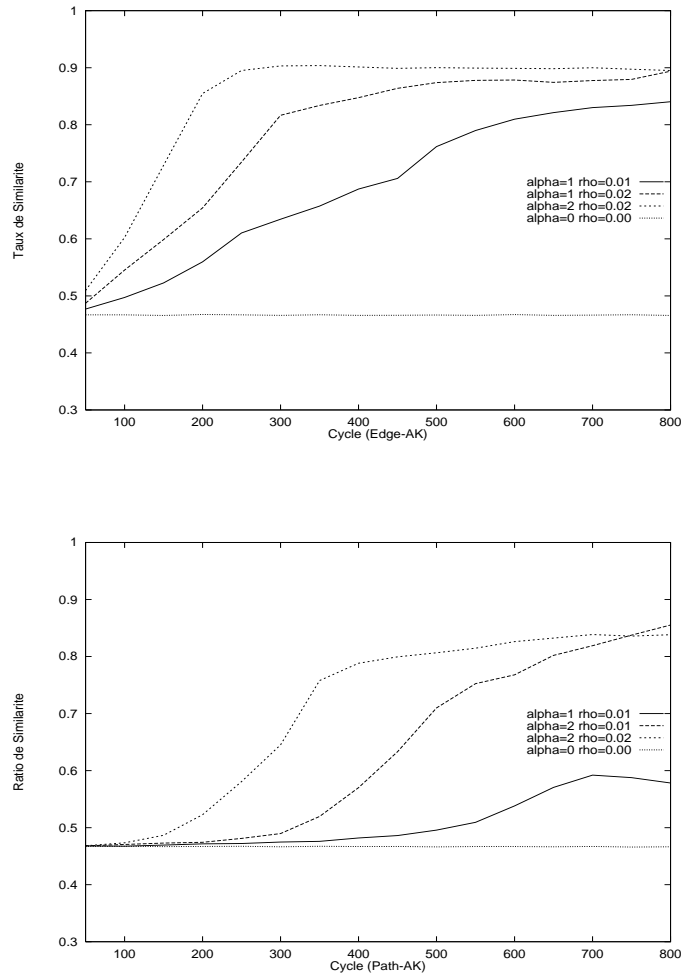 1
0.9
0.8
0.7
0.6
0.5
0.4
0.3
Taux de Similarite
alpha=1 rho=0.01
alpha=1 rho=0.02
alpha=2 rho=0.02
alpha=0 rho=0.00
100 200 300 400 500 600 700 800
Cycle (Edge-AK)
1
0.9
0.8
0.7
0.6
0.5
0.4
0.3
Ratio de Similarite
alpha=1 rho=0.01
alpha=2 rho=0.01
alpha=2 rho=0.02
alpha=0 rho=0.00
100 200 300 400 500 600 700 800
Cycle (Path-AK)